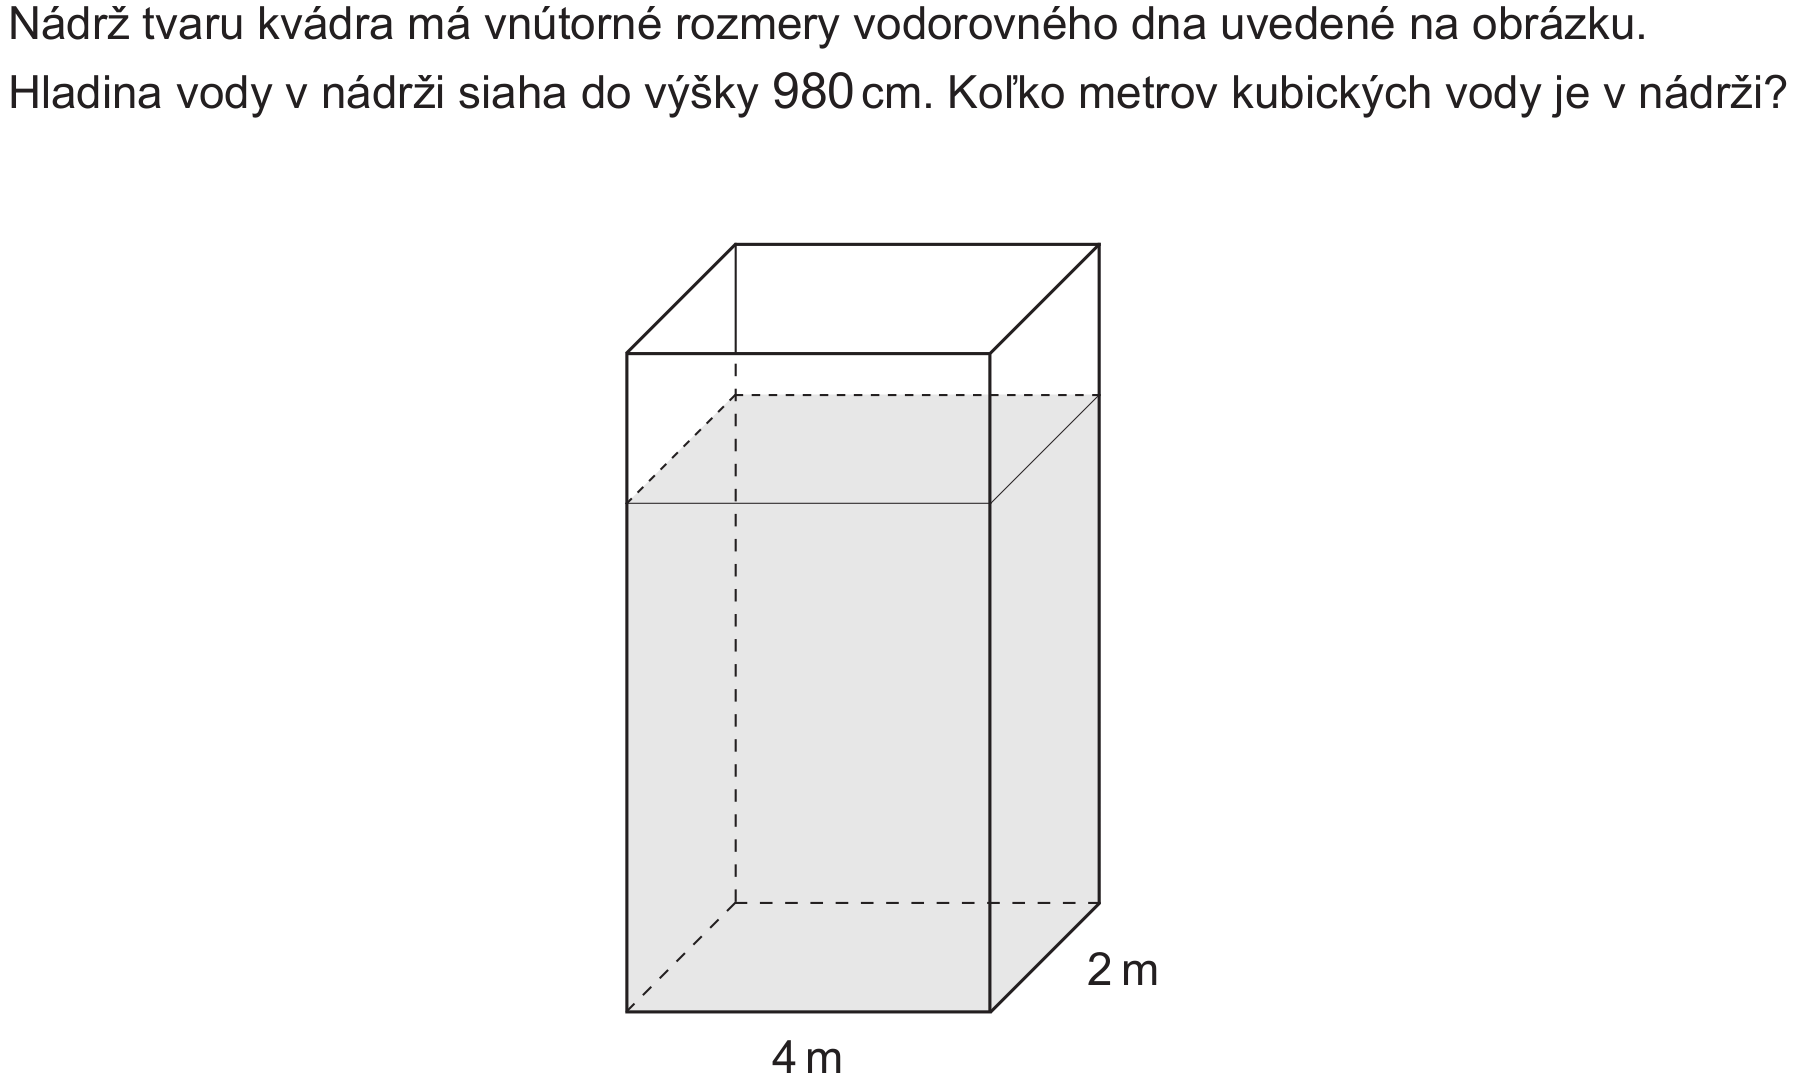 Nádrž tvaru kvádra má vnútorné rozmery vodorovného dna uvedené na obrázku.
Hladina vody v nádrži siaha do výšky 980 cm. Koľko metrov kubických vody je v nádrži?
2 m
4 m